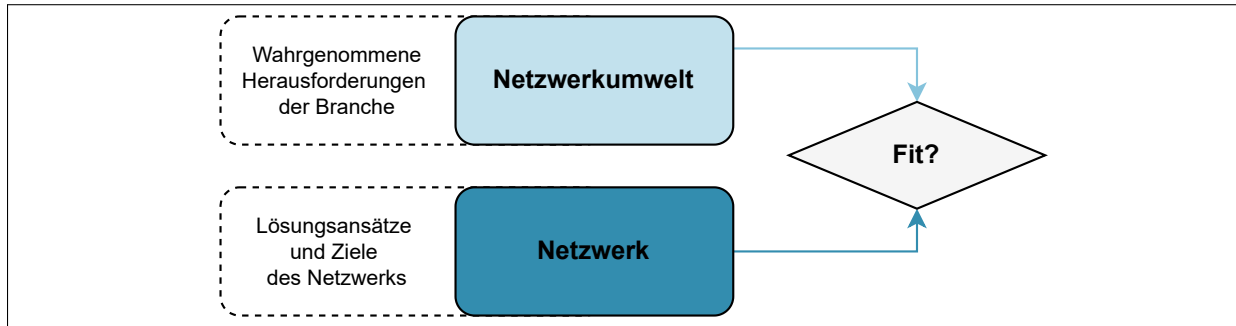 Wahrgenommene
Herausforderungen
der Branche
Netzwerkumwelt
Fit?
Lösungsansätze
und Ziele
des Netzwerks
Netzwerk